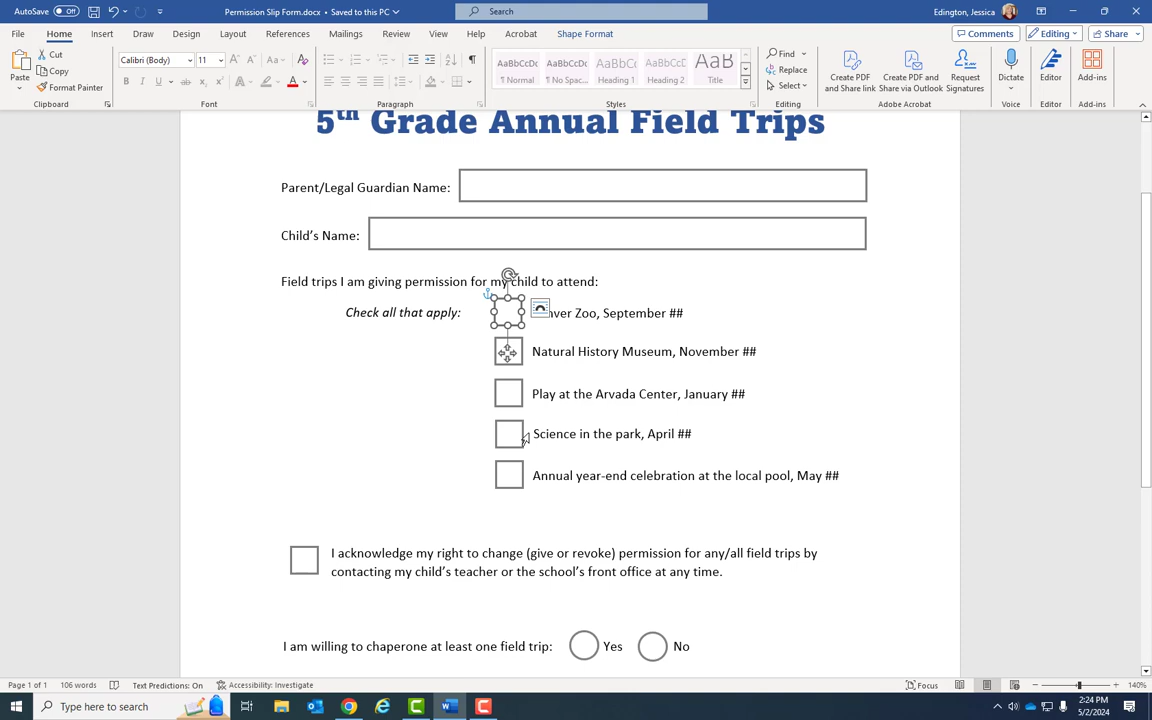 AutoSave Off
Permission Slip Form.docx • Saved to this PC
Search
Edington, Jessica
File Home Insert Draw Design Layout References Mailings Review View Help Acrobat Shape Format
Comments Editing Share
Paste
Cut
Copy
Format Painter
Clipboard
Calibri (Body) 11
Font
Paragraph
AaBbCcDc AaBbCcDc AaBbCc AaBbCcD AaB
¶ Normal ¶ No Spac... Heading 1 Heading 2 Title
Styles
Find
Replace
Select
Editing
Create PDF and Share link
Create PDF and Share via Outlook
Request Signatures
Adobe Acrobat
Dictate
Voice
Editor
Editor
Add-ins
Add-ins
5th Grade Annual Field Trips
Parent/Legal Guardian Name:
Child's Name:
Field trips I am giving permission for my child to attend:
Check all that apply:
nver Zoo, September ##
Natural History Museum, November ##
Play at the Arvada Center, January ##
Science in the park, April ##
Annual year-end celebration at the local pool, May ##
I acknowledge my right to change (give or revoke) permission for any/all field trips by
contacting my child's teacher or the school's front office at any time.
I am willing to chaperone at least one field trip: Yes No
Page 1 of 1 106 words Text Predictions: On Accessibility: Investigate
Focus 140%
Type here to search
2:24 PM
5/2/2024